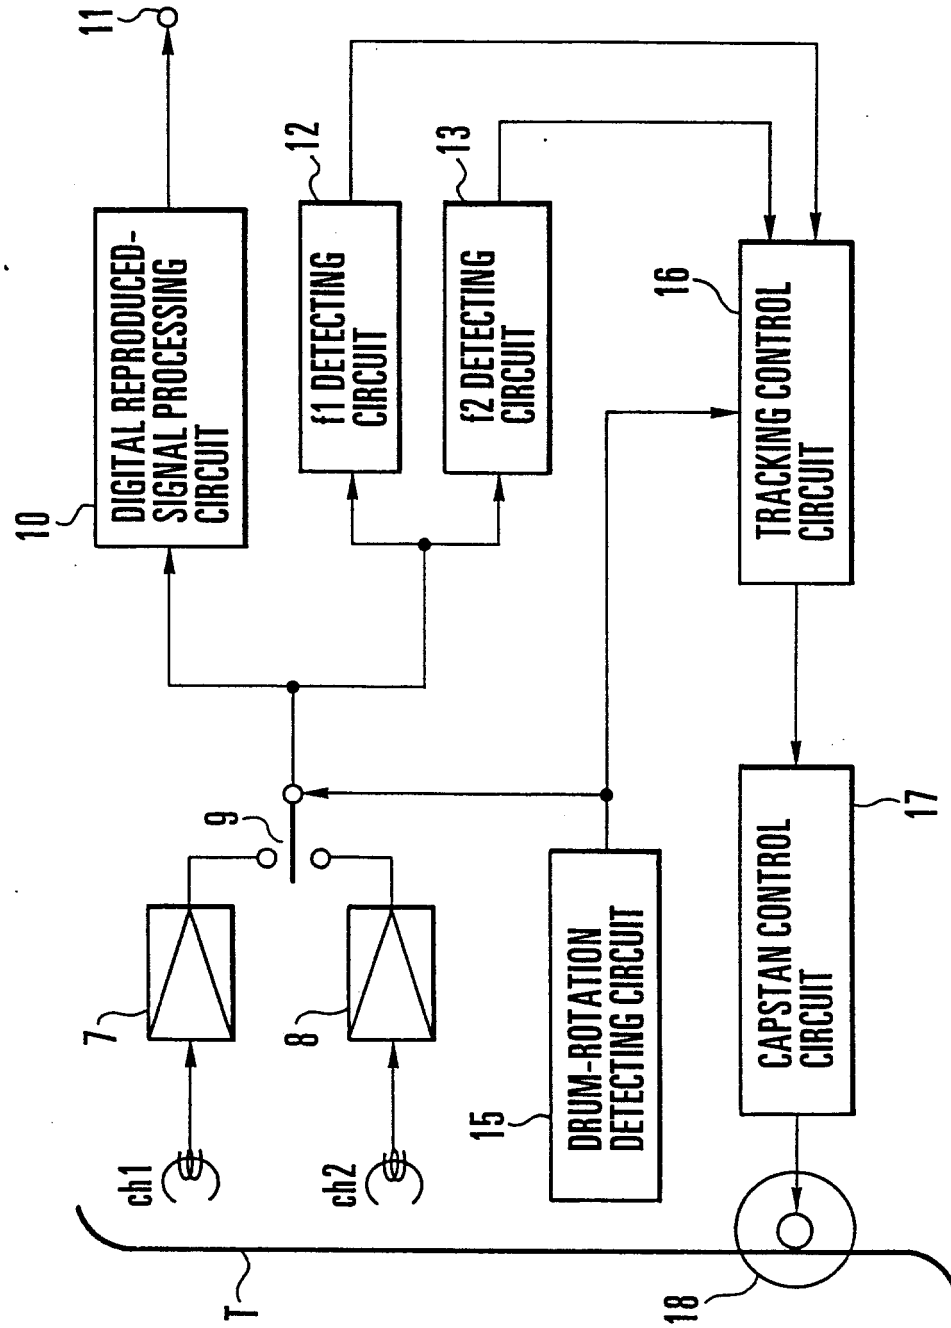 ch1
7
ch2
8
9
10
DIGITAL REPRODUCED-
SIGNAL PROCESSING
CIRCUIT
11
f1 DETECTING
CIRCUIT
12
f2 DETECTING
CIRCUIT
13
15
DRUM-ROTATION
DETECTING CIRCUIT
16
TRACKING CONTROL
CIRCUIT
CAPSTAN CONTROL
CIRCUIT
17
T
18